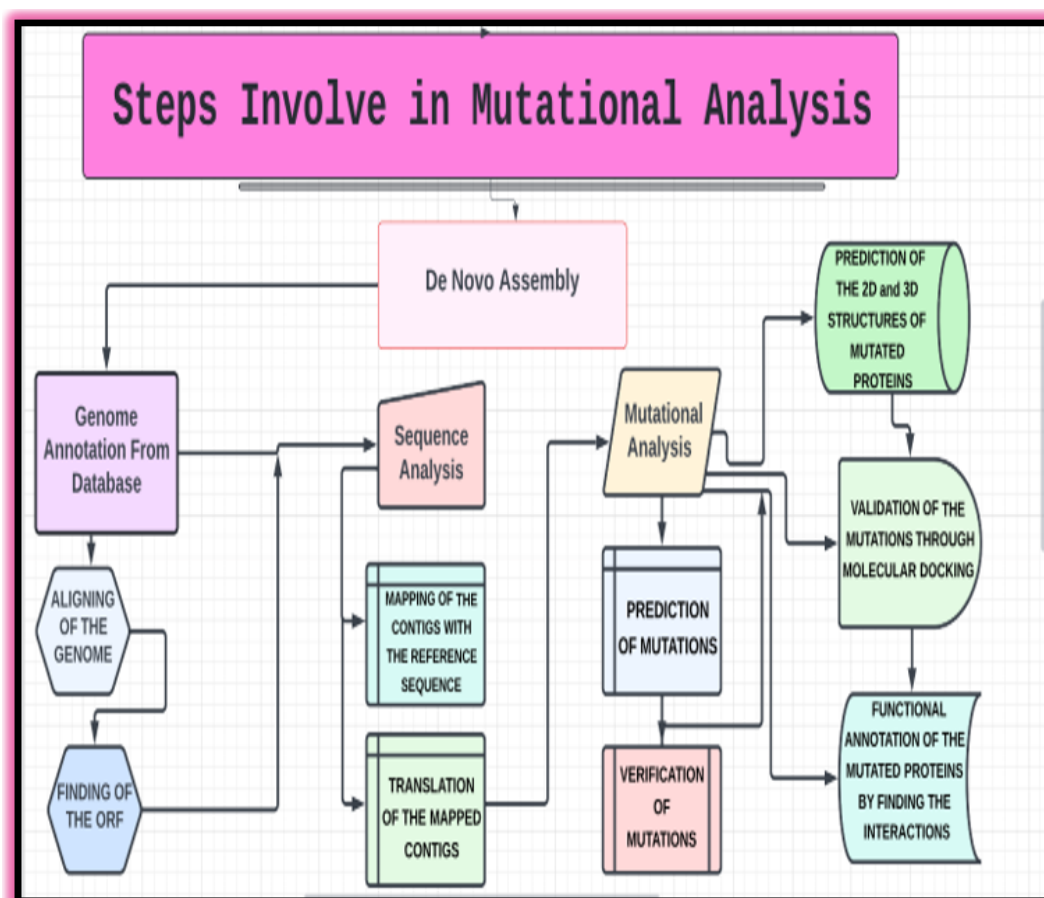 Steps Involve in Mutational Analysis
De Novo Assembly
Genome
Annotation From
Database
ALIGNING
OF THE
GENOME
FINDING OF
THE ORF
Sequence
Analysis
MAPPING OF THE
CONTIGS WITH
THE REFERENCE
SEQUENCE
TRANSLATION
OF THE MAPPED
CONTIGS
Mutational
Analysis
PREDICTION
OF MUTATIONS
VERIFICATION
OF
MUTATIONS
PREDICTION OF
THE 2D and 3D
STRUCTURES OF
MUTATED
PROTEINS
VALIDATION OF THE
MUTATIONS THROUGH
MOLECULAR DOCKING
FUNCTIONAL
ANNOTATION OF THE
MUTATED PROTEINS
BY FINDING THE
INTERACTIONS